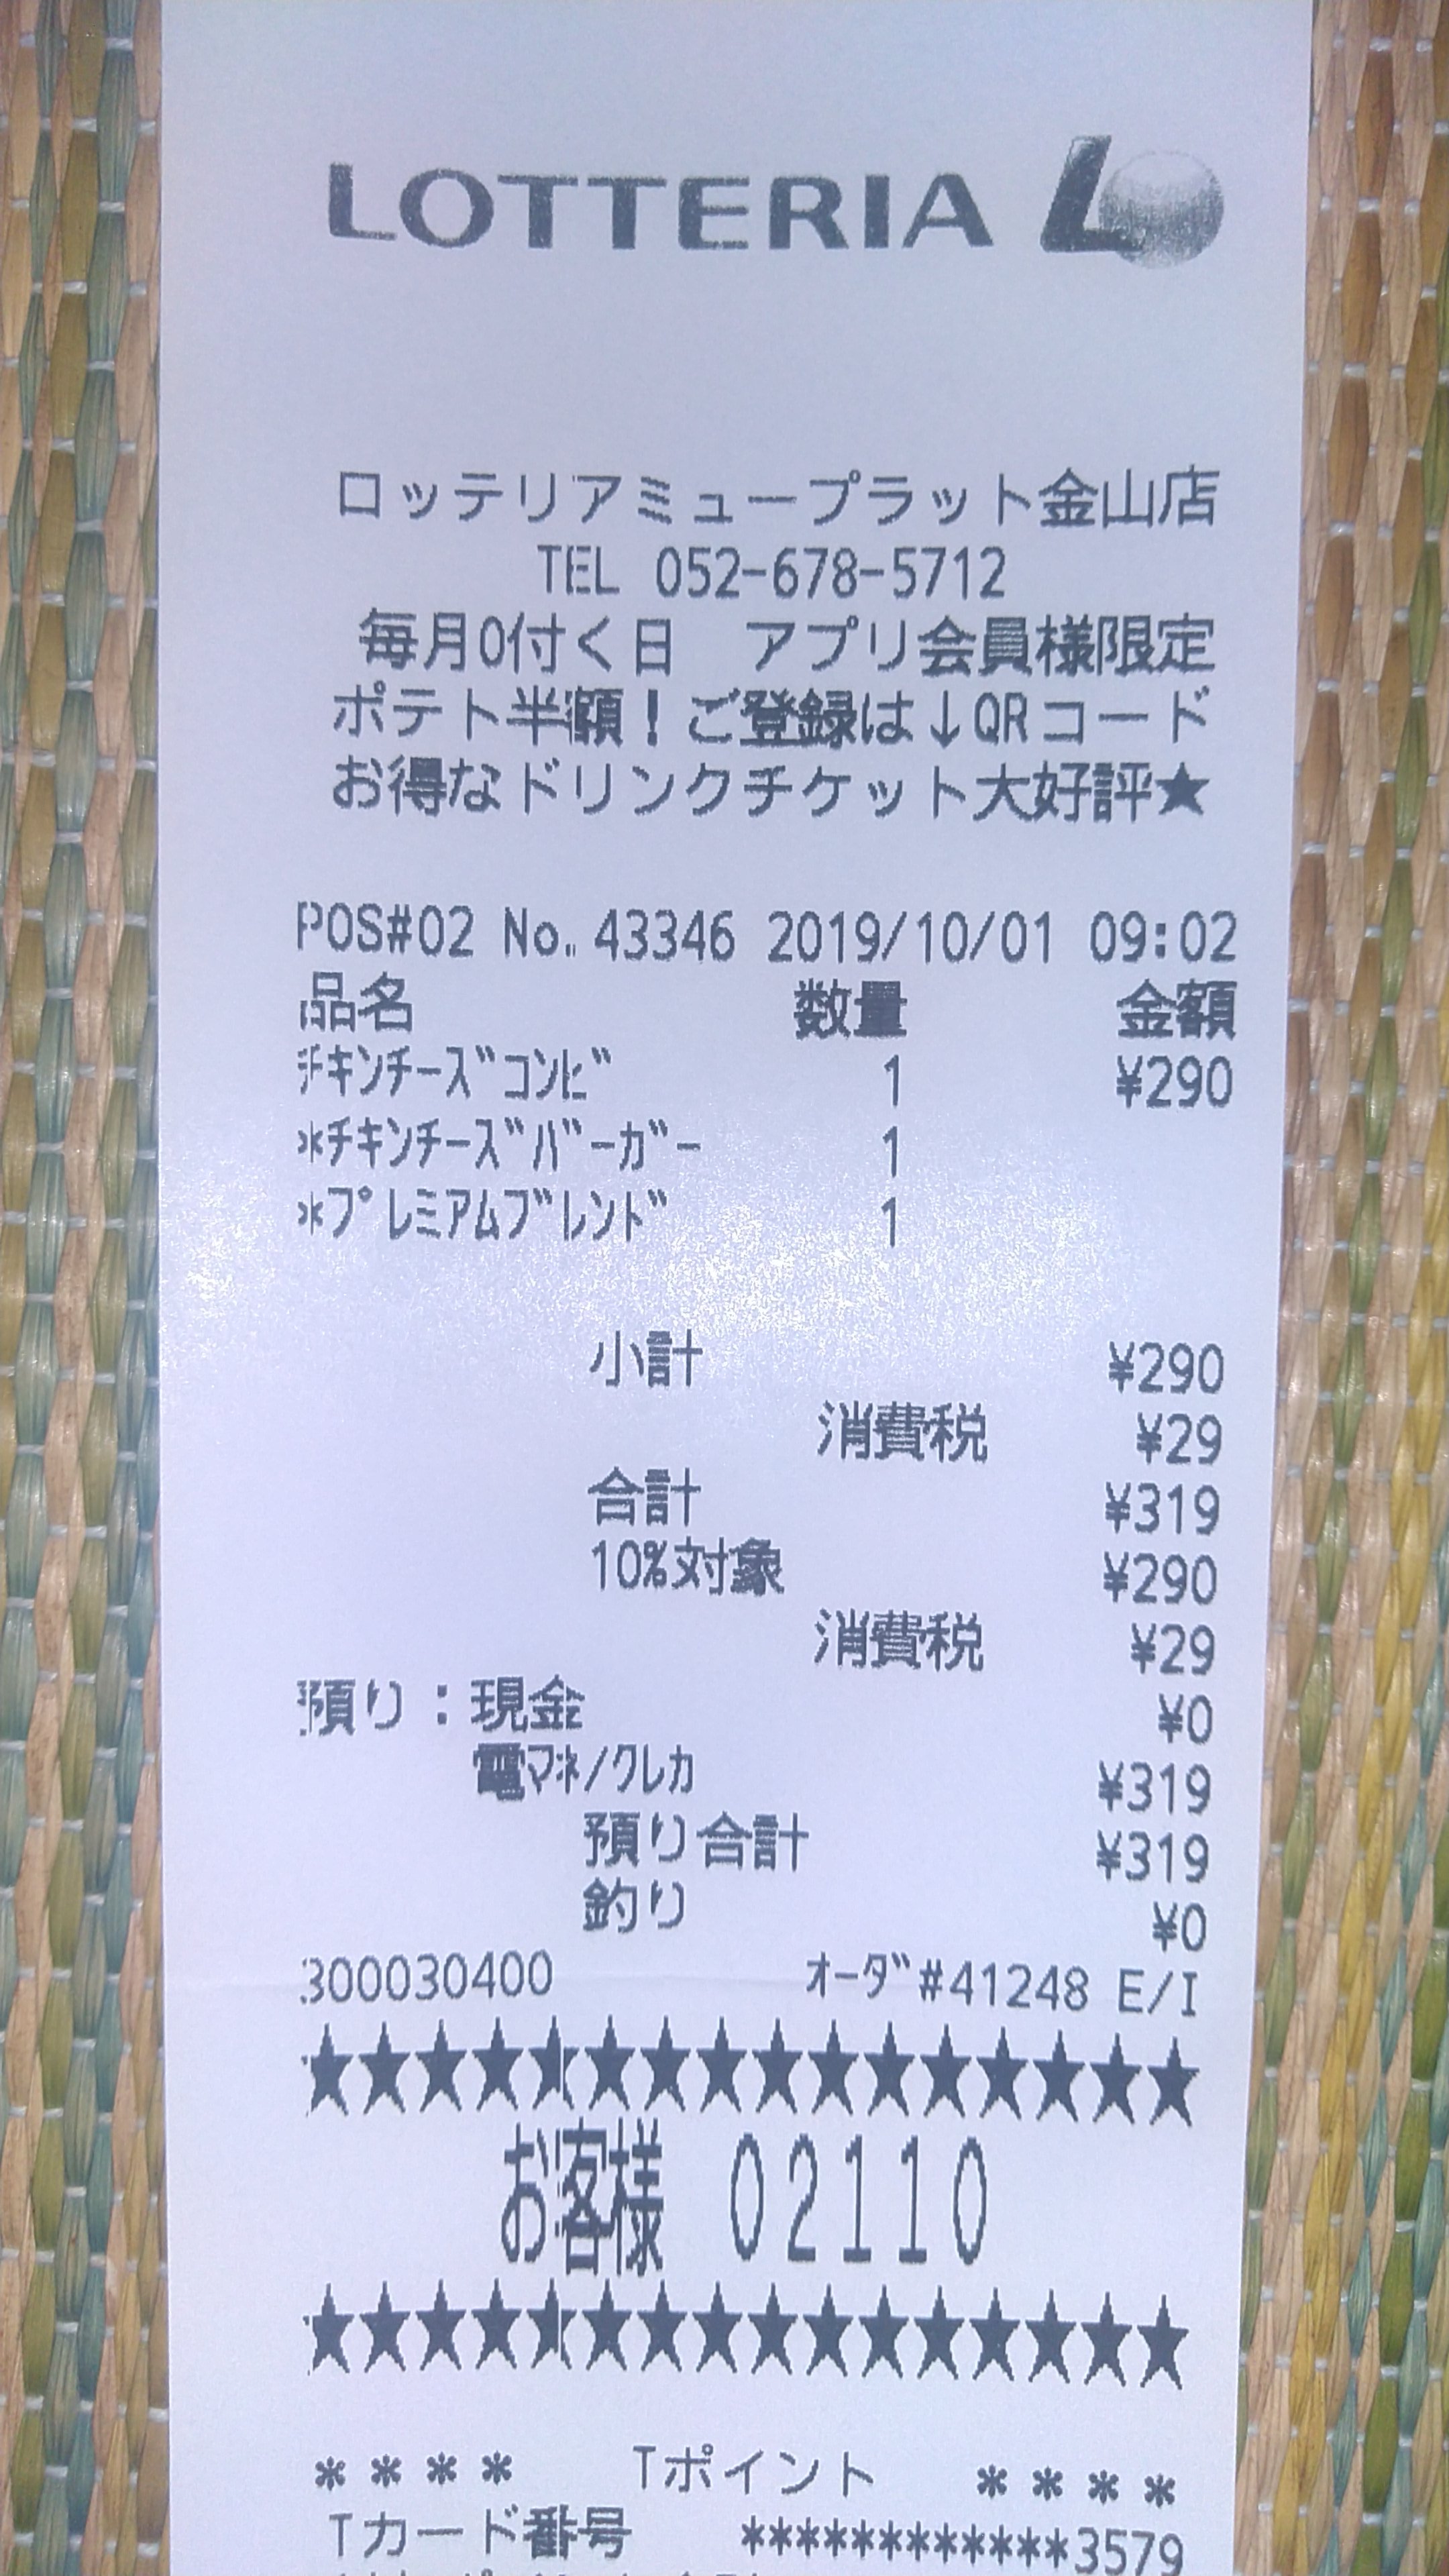 LOTTERIA L
ロッテリアミュープラット金山店
TEL 052-678-5712
毎月0付く日　アプリ会員様限定
ポテト半額！ご登録は↓QRコード
お得なドリンクチケット大好評★
POS#02 No. 43346 2019/10/01 09:02
品名 数量 金額
ﾁｷﾝﾁｰｽﾞｺﾝﾋﾞ 1 ¥290
*ﾁｷﾝﾁｰｽﾞﾊﾞｰｶﾞｰ 1
*ﾌﾟﾚﾐｱﾑﾌﾞﾚﾝﾄﾞ 1
小計 ¥290
消費税 ¥29
合計 ¥319
10%対象 ¥290
消費税 ¥29
預り：現金 ¥0
電ﾏﾈ/ｸﾚｶ ¥319
預り合計 ¥319
釣り ¥0
300030400 ｵｰﾀﾞ#41248 E/I
★★★★★★★★★★★★★★★★
お客様 02110
★★★★★★★★★★★★★★★★
＊＊＊＊ Tポイント ＊＊＊＊
Tカード番号 ************3579